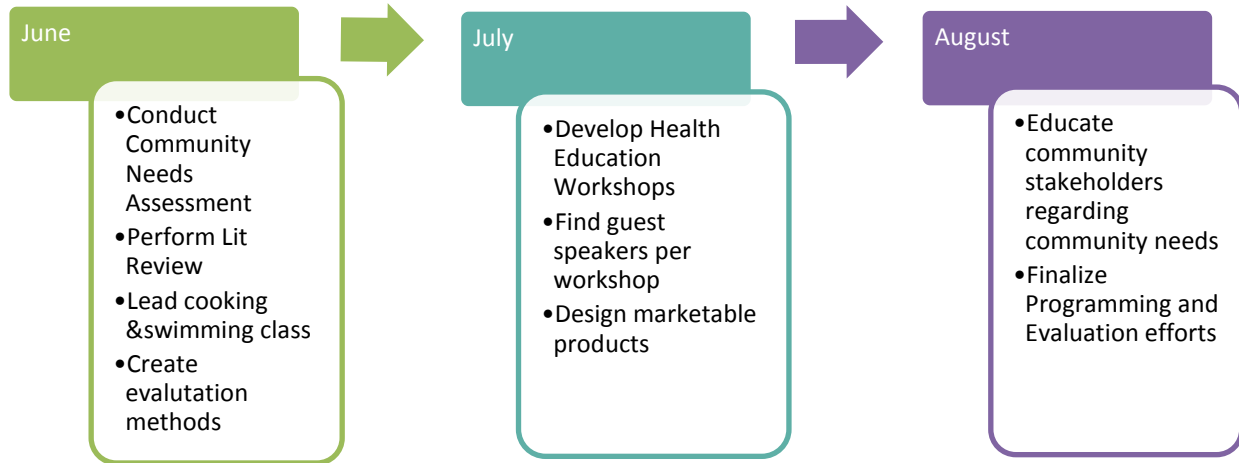 June
•Conduct
Community
Needs
Assessment
•Perform Lit
Review
•Lead cooking
&swimming class
•Create
evalutation
methods
July
•Develop Health
Education
Workshops
•Find guest
speakers per
workshop
•Design marketable
products
August
•Educate
community
stakeholders
regarding
community needs
•Finalize
Programming and
Evaluation efforts